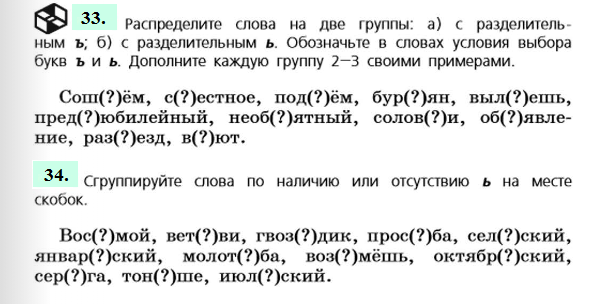 33. Распределите слова на две группы: а) с разделитель-
ным ъ; б) с разделительным ь. Обозначьте в словах условия выбора
букв ъ и ь. Дополните каждую группу 2—3 своими примерами.
Сош(?)ём, с(?)естное, под(?)ём, бур(?)ян, выл(?)ешь,
пред(?)юбилейный, необ(?)ятный, солов(?)и, об(?)явле-
ние, раз(?)езд, в(?)ют.
34. Сгруппируйте слова по наличию или отсутствию ь на месте
скобок.
Вос(?)мой, вет(?)ви, гвоз(?)дик, прос(?)ба, сел(?)ский,
январ(?)ский, молот(?)ба, воз(?)мёшь, октябр(?)ский,
сер(?)га, тон(?)ше, июл(?)ский.